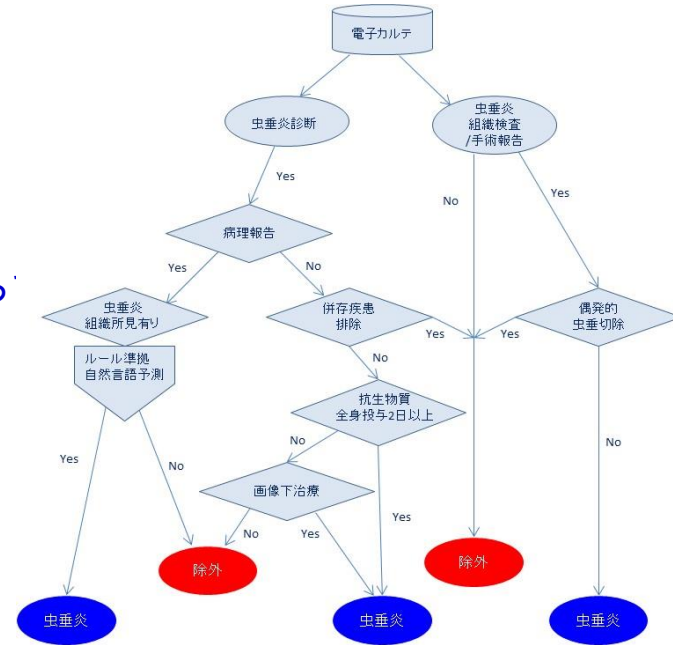 電子カルテ
虫垂炎診断
虫垂炎
組織検査
/手術報告
Yes
No
Yes
病理報告
Yes
No
虫垂炎
組織所見有り
併存疾患
排除
Yes
Yes
偶発的
虫垂切除
ルール準拠
自然言語予測
No
抗生物質
全身投与2日以上
Yes
No
No
No
画像下治療
Yes
No
Yes
除外
除外
虫垂炎
虫垂炎
虫垂炎